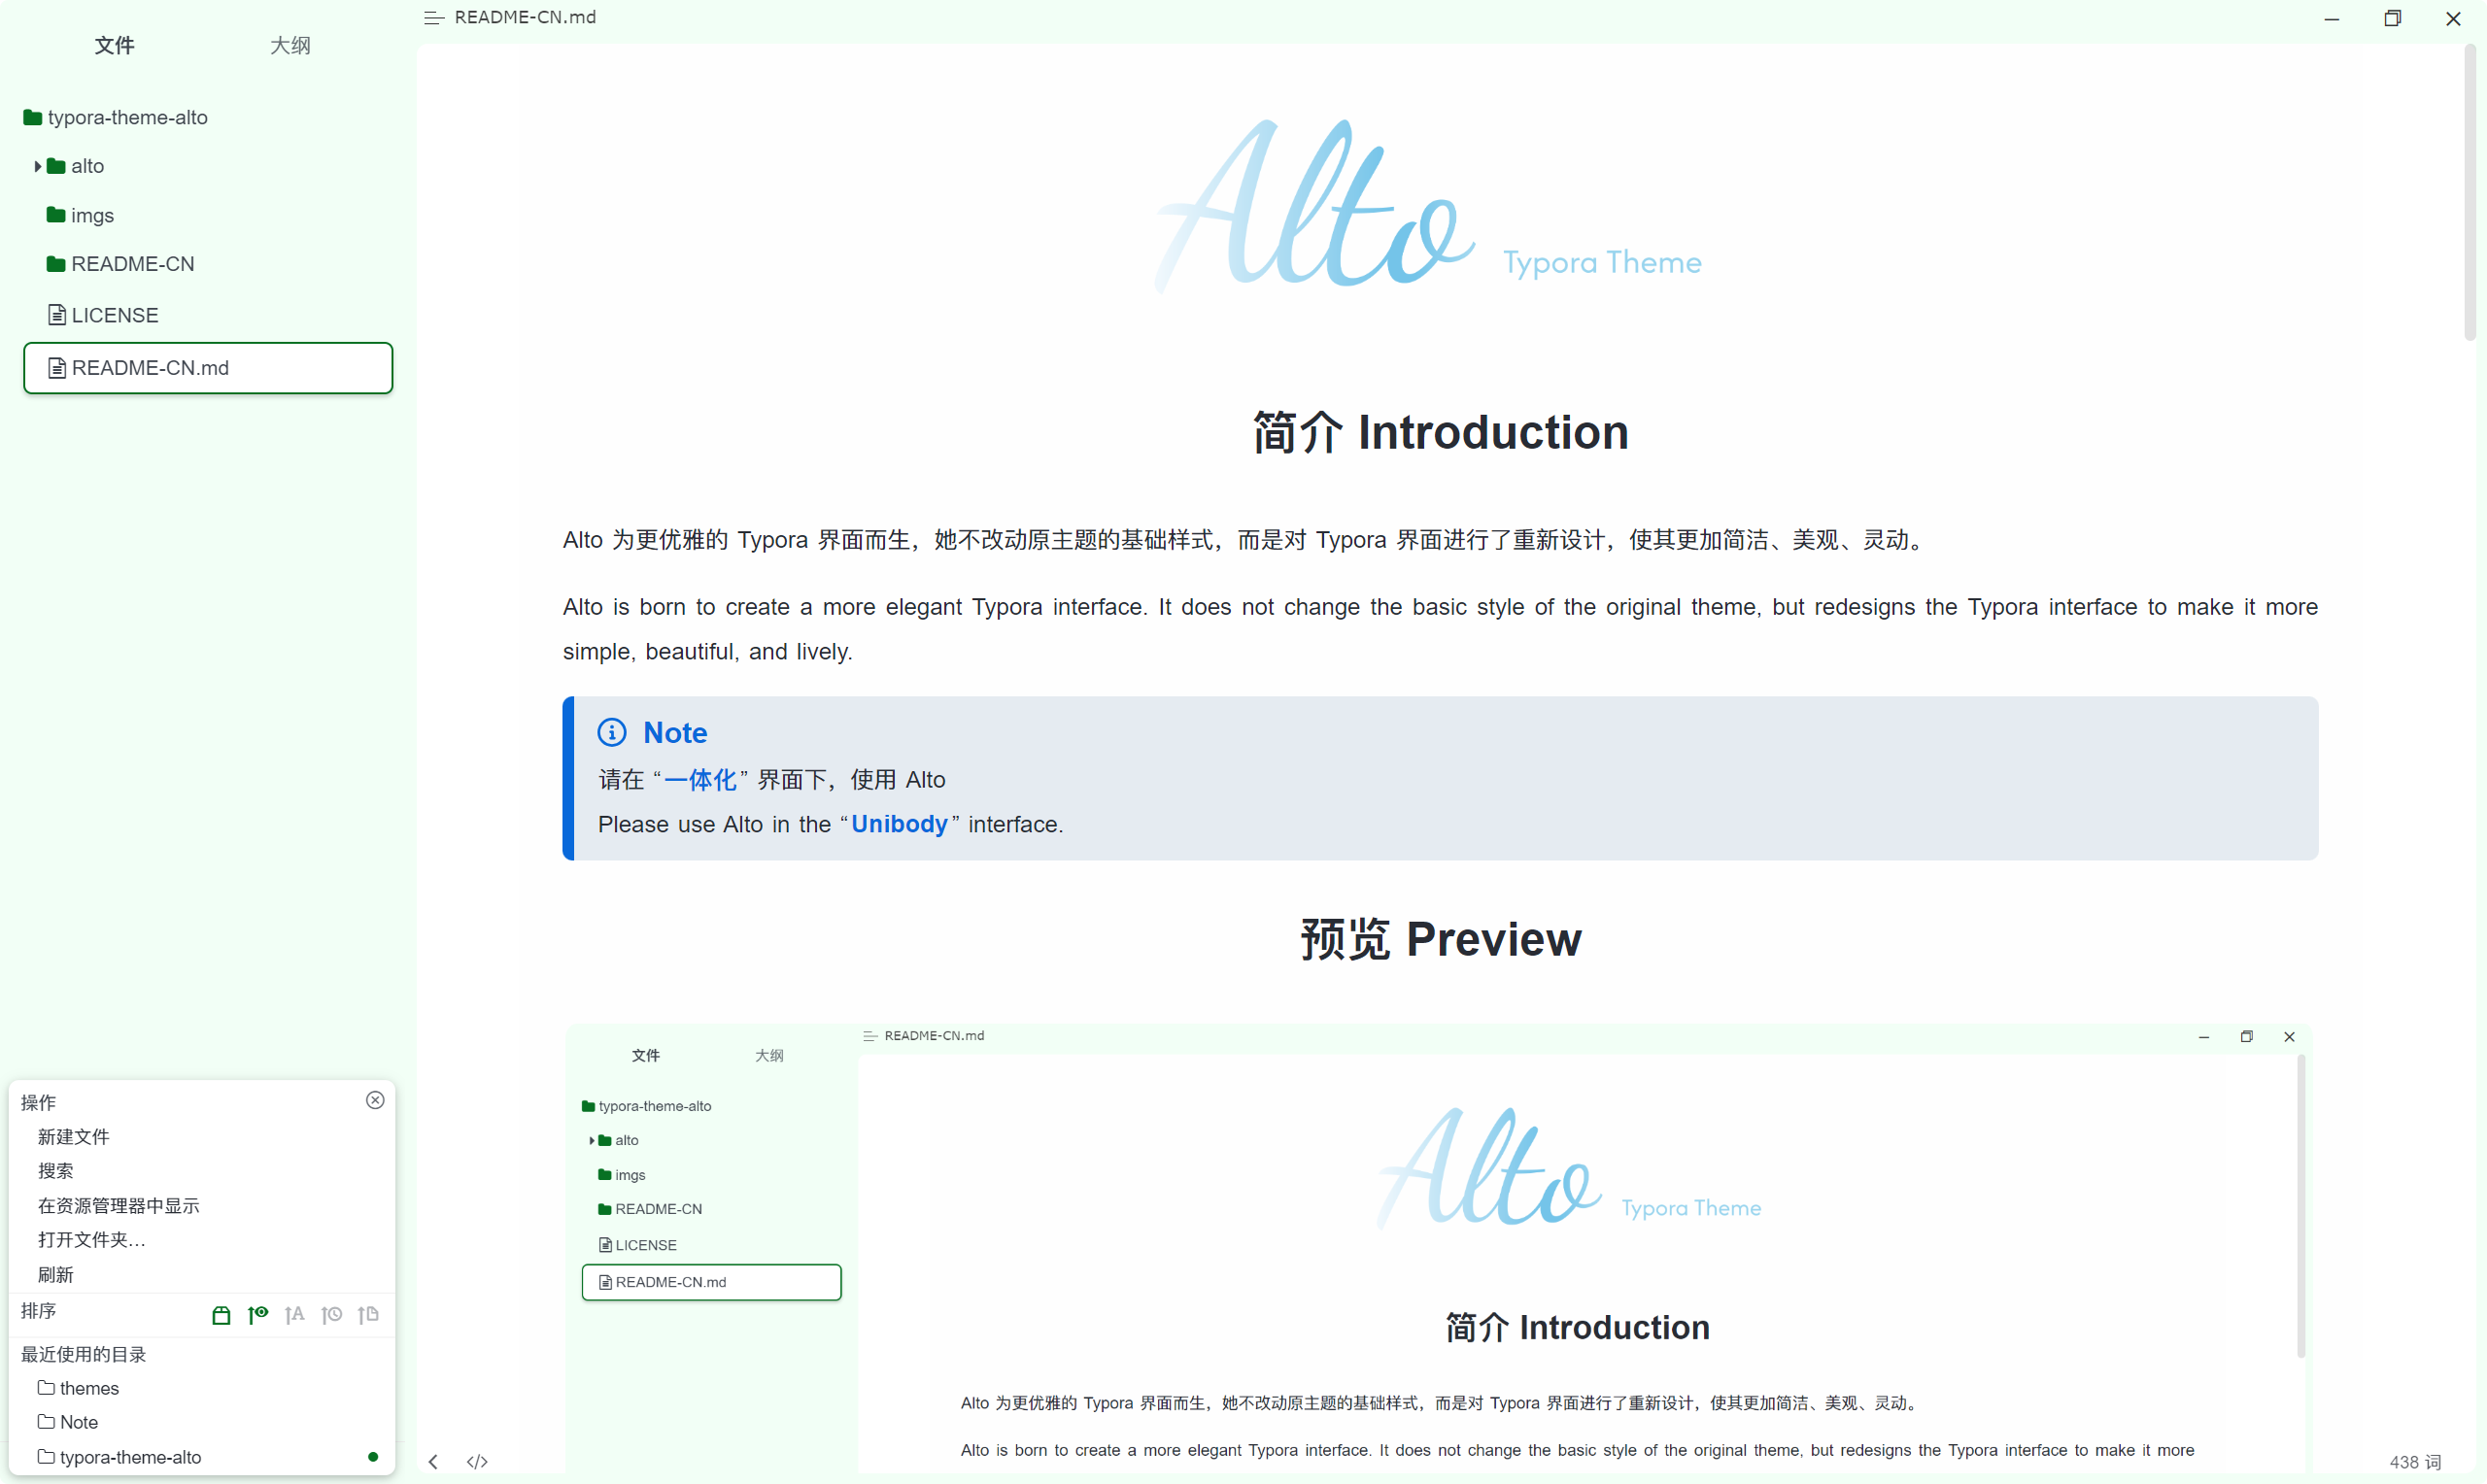 文件 大纲
typora-theme-alto
alto
imgs
README-CN
LICENSE
README-CN.md
操作
新建文件
搜索
在资源管理器中显示
打开文件夹...
刷新
排序
最近使用的目录
themes
Note
typora-theme-alto
README-CN.md
Alto Typora Theme
简介 Introduction
Alto 为更优雅的 Typora 界面而生，她不改动原主题的基础样式，而是对 Typora 界面进行了重新设计，使其更加简洁、美观、灵动。
Alto is born to create a more elegant Typora interface. It does not change the basic style of the original theme, but redesigns the Typora interface to make it more
simple, beautiful, and lively.
Note
请在 “一体化” 界面下，使用 Alto
Please use Alto in the “Unibody” interface.
预览 Preview
README-CN.md
文件 大纲
typora-theme-alto
alto
imgs
README-CN
LICENSE
README-CN.md
Alto Typora Theme
简介 Introduction
Alto 为更优雅的 Typora 界面而生，她不改动原主题的基础样式，而是对 Typora 界面进行了重新设计，使其更加简洁、美观、灵动。
Alto is born to create a more elegant Typora interface. It does not change the basic style of the original theme, but redesigns the Typora interface to make it more
438 词